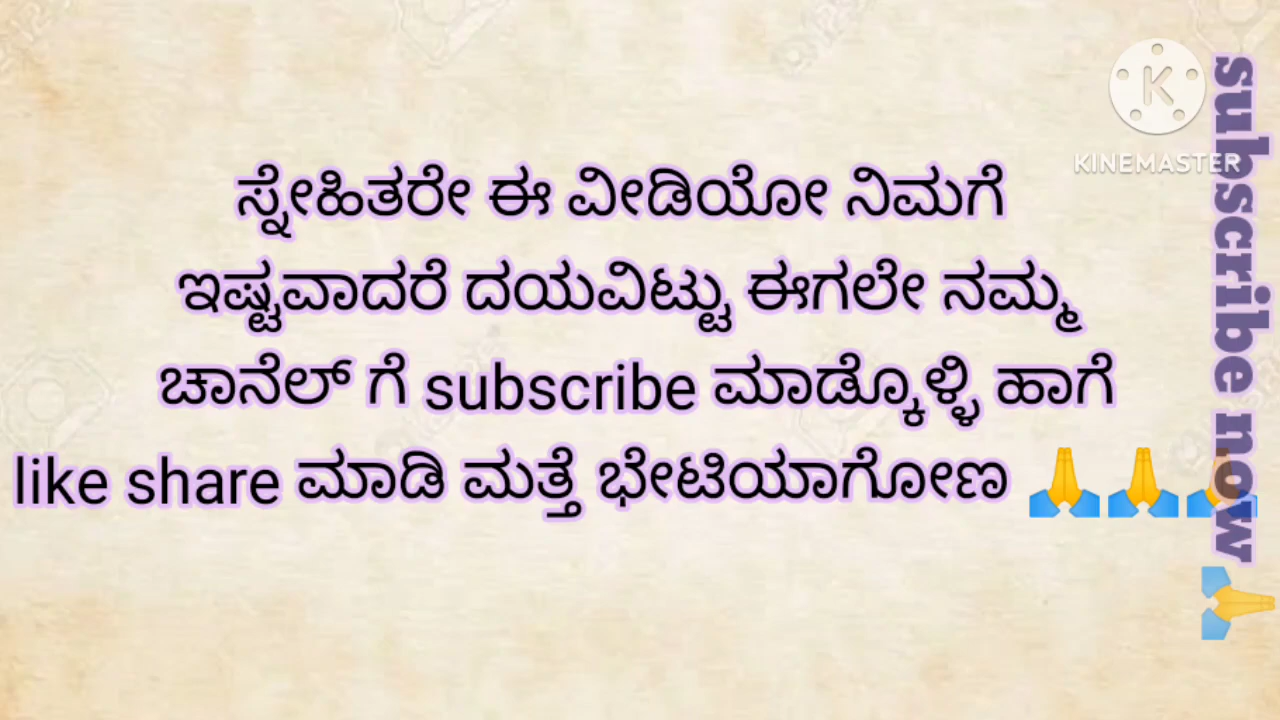 ಸ್ನೇಹಿತರೇ ಈ ವೀಡಿಯೋ ನಿಮಗೆ
ಇಷ್ಟವಾದರೆ ದಯವಿಟ್ಟು ಈಗಲೇ ನಮ್ಮ
ಚಾನೆಲ್ ಗೆ subscribe ಮಾಡ್ಕೊಳ್ಳಿ ಹಾಗೆ
like share ಮಾಡಿ ಮತ್ತೆ ಭೇಟಿಯಾಗೋಣ 🙏🙏🙏
K
KINEMASTER
subscribe now🙏